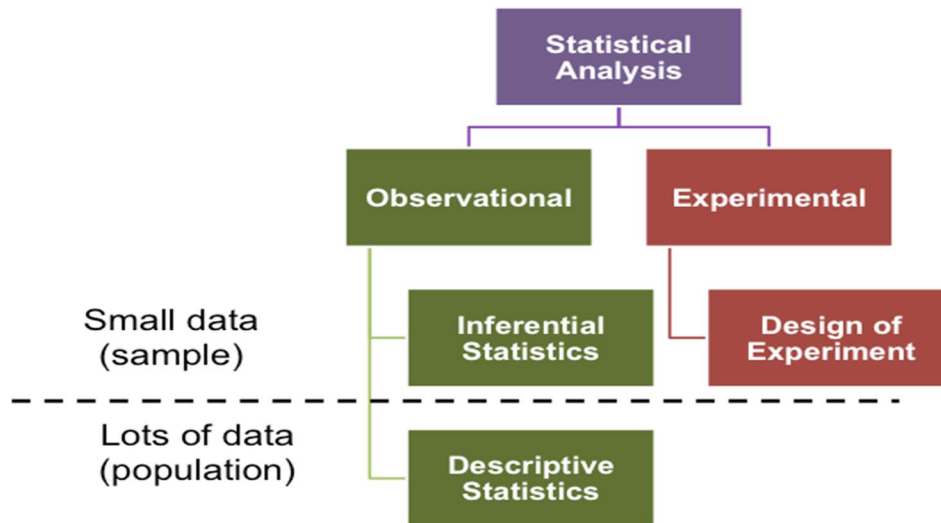 Statistical
Analysis
Observational
Experimental
Small data
(sample)
Inferential
Statistics
Design of
Experiment
Lots of data
(population)
Descriptive
Statistics